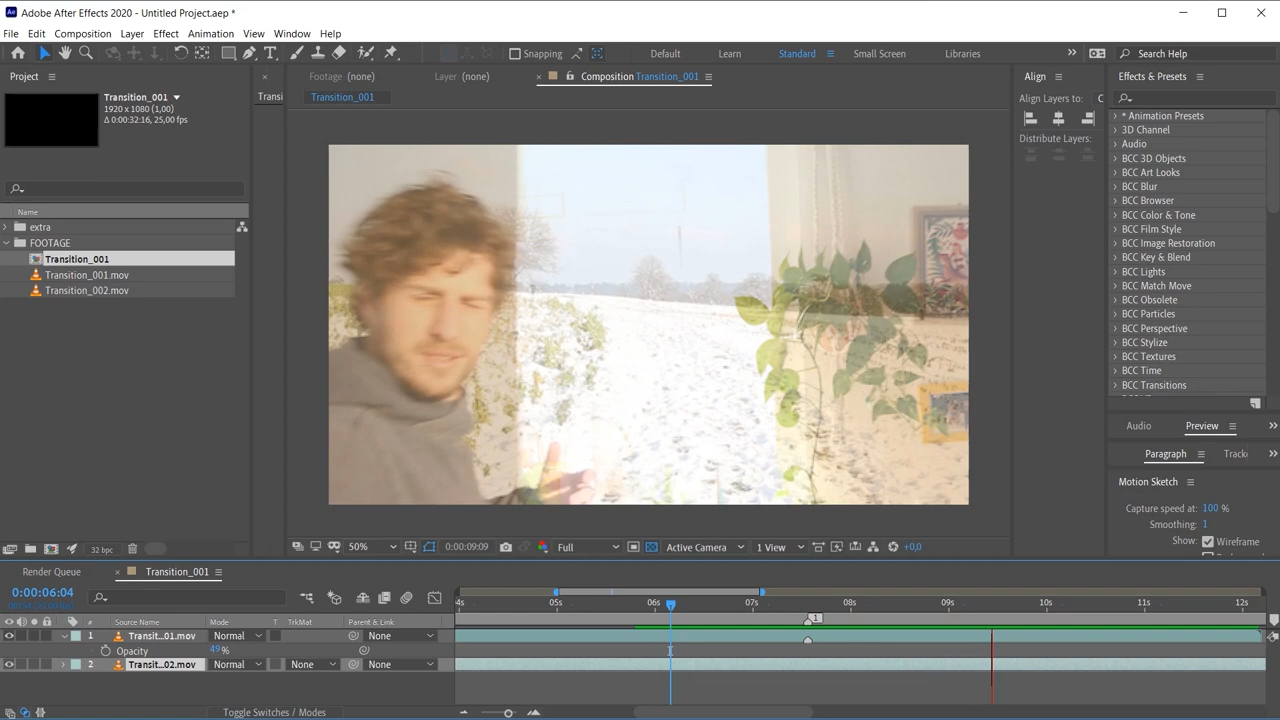 Adobe After Effects 2020 - Untitled Project.aep *
File Edit Composition Layer Effect Animation View Window Help
Snapping Default Learn Standard Small Screen Libraries Search Help
Project
Transition_001
1920 x 1080 (1,00)
Δ 0:00:32:16, 25,00 fps
Name
extra
FOOTAGE
Transition_001
Transition_001.mov
Transition_002.mov
32 bpc
Transi
Footage (none) Layer (none) Composition Transition_001
Transition_001
50% 0:00:09:09 Full Active Camera 1 View +0,0
Align
Align Layers to: C
Distribute Layers:
Effects & Presets
* Animation Presets
3D Channel
Audio
BCC 3D Objects
BCC Art Looks
BCC Blur
BCC Browser
BCC Color & Tone
BCC Film Style
BCC Image Restoration
BCC Key & Blend
BCC Lights
BCC Match Move
BCC Obsolete
BCC Particles
BCC Perspective
BCC Stylize
BCC Textures
BCC Time
BCC Transitions
Audio Preview
Paragraph Track
Motion Sketch
Capture speed at: 100 %
Smoothing: 1
Show: Wireframe
Render Queue Transition_001
0:00:06:04
4s 05s 06s 07s 08s 09s 10s 11s 12s
# Source Name Mode T TrkMat Parent & Link
1
1 Transit...01.mov Normal None
Opacity 49 %
2 Transit...02.mov Normal None None
Toggle Switches / Modes